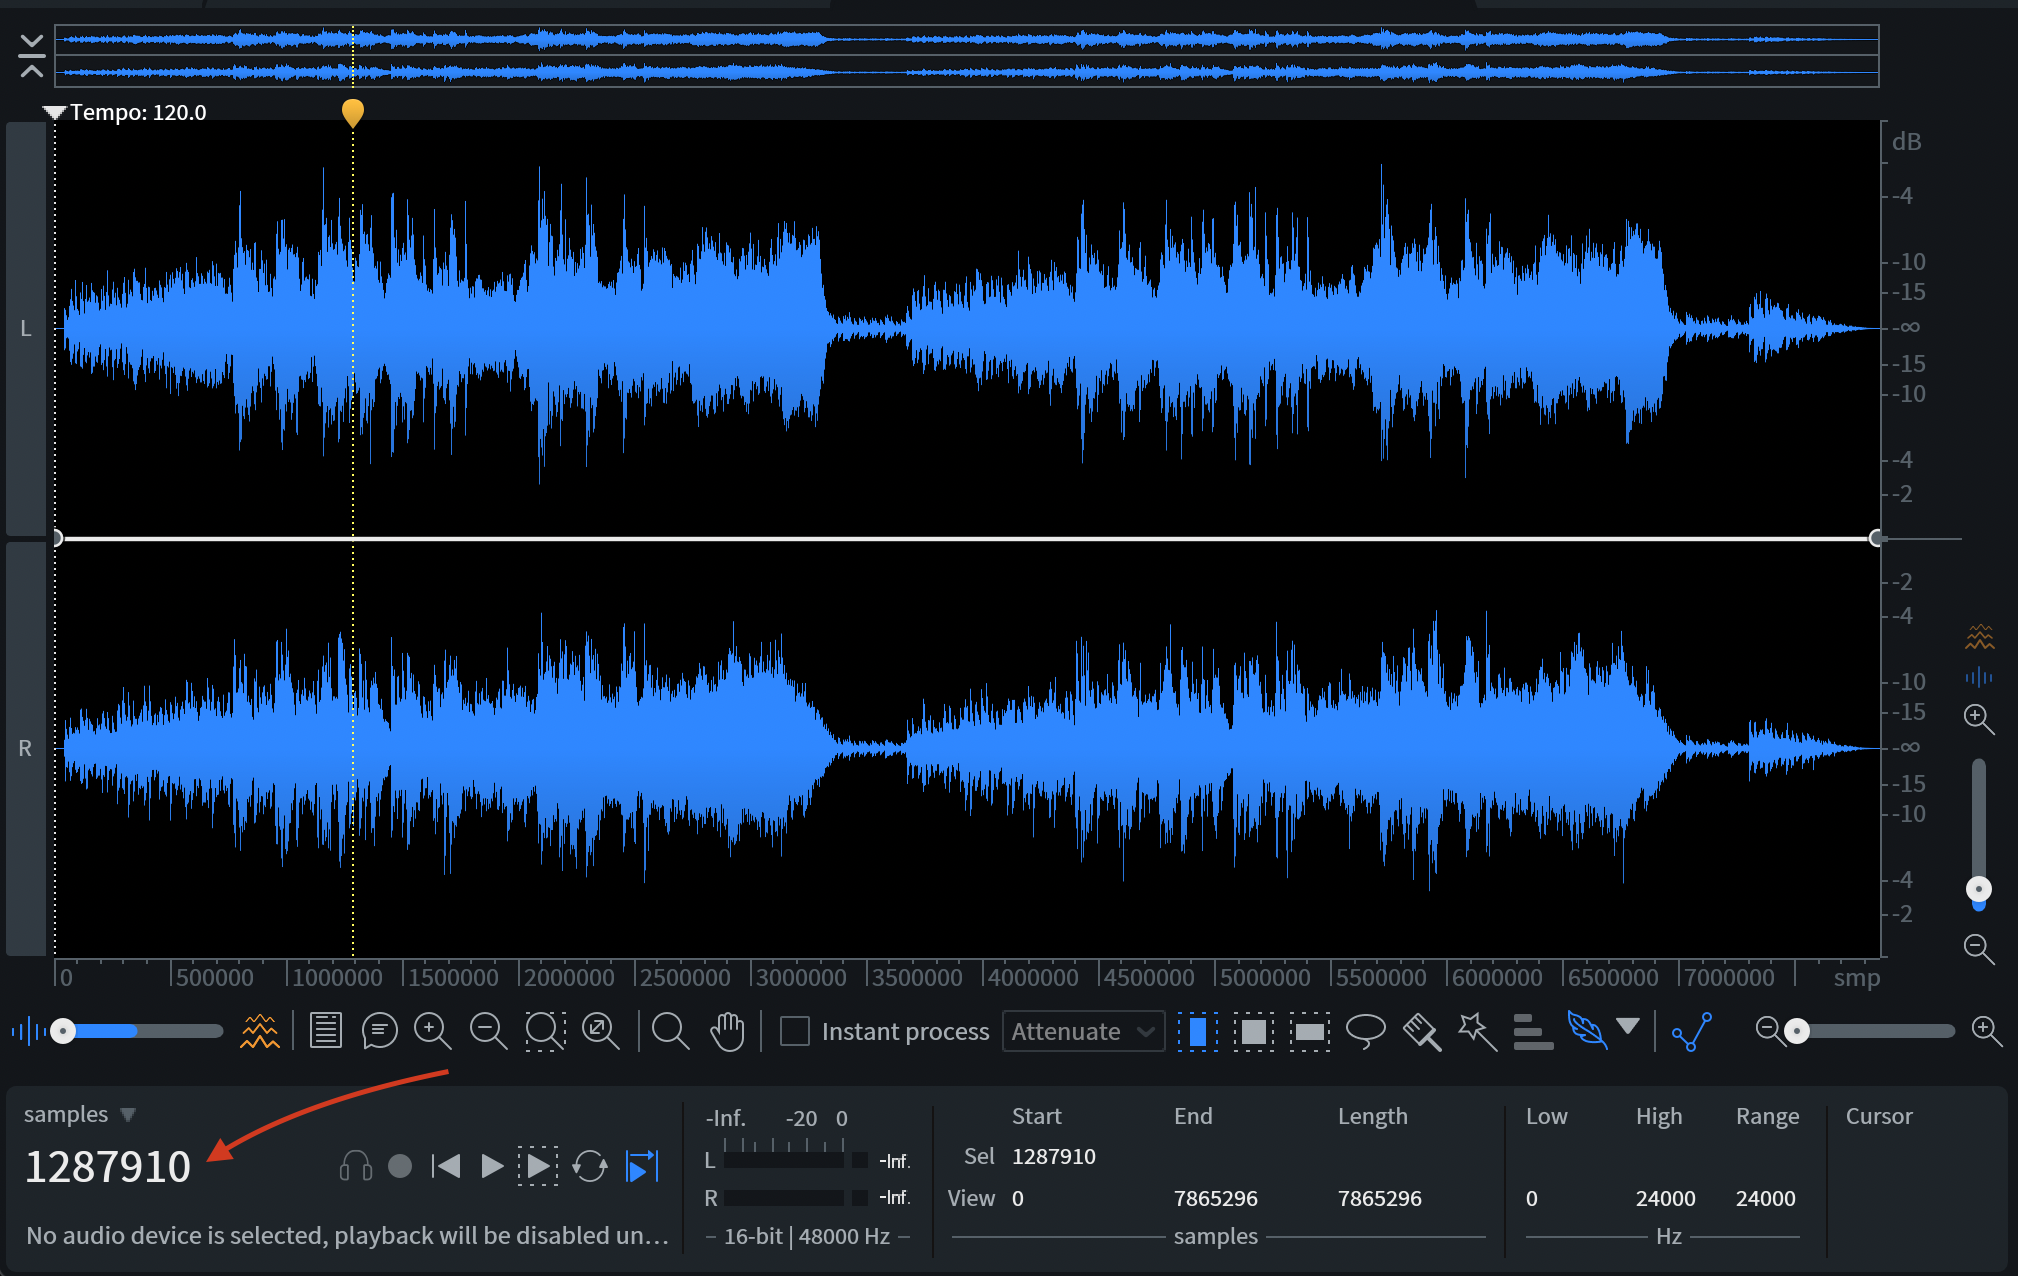 Tempo: 120.0
dB
-4
-10
-15
-∞
-15
-10
-4
-2
L
-2
-4
-10
-15
-∞
-15
-10
-4
-2
R
0 500000 1000000 1500000 2000000 2500000 3000000 3500000 4000000 4500000 5000000 5500000 6000000 6500000 7000000 smp
Instant process Attenuate
samples
1287910
No audio device is selected, playback will be disabled un...
-Inf. -20 0
L -Inf.
R -Inf.
16-bit | 48000 Hz
Start End Length
Sel 1287910
View 0 7865296 7865296
samples
Low High Range
0 24000 24000
Hz
Cursor